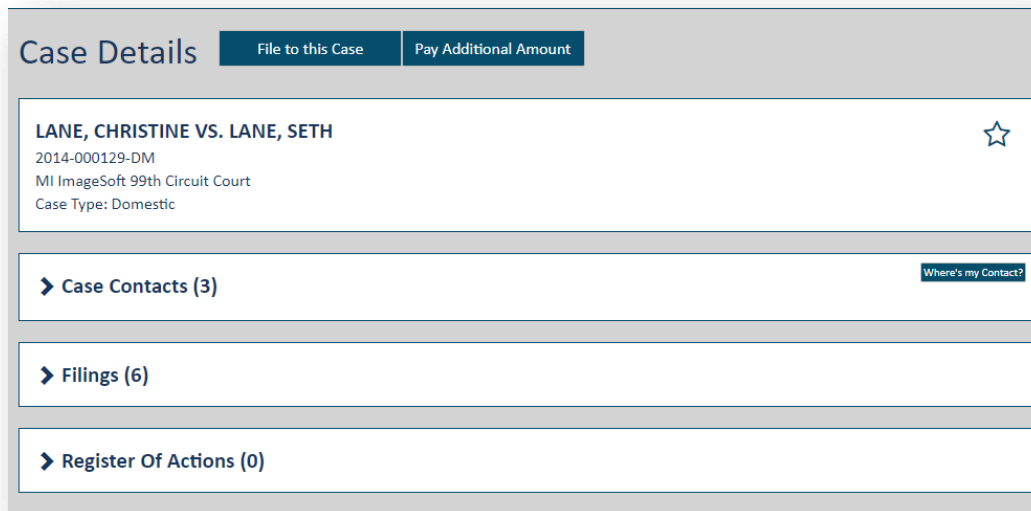 Case Details
File to this Case
Pay Additional Amount
LANE, CHRISTINE VS. LANE, SETH
2014-000129-DM
MI ImageSoft 99th Circuit Court
Case Type: Domestic
Case Contacts (3)
Where's my Contact?
Filings (6)
Register Of Actions (0)